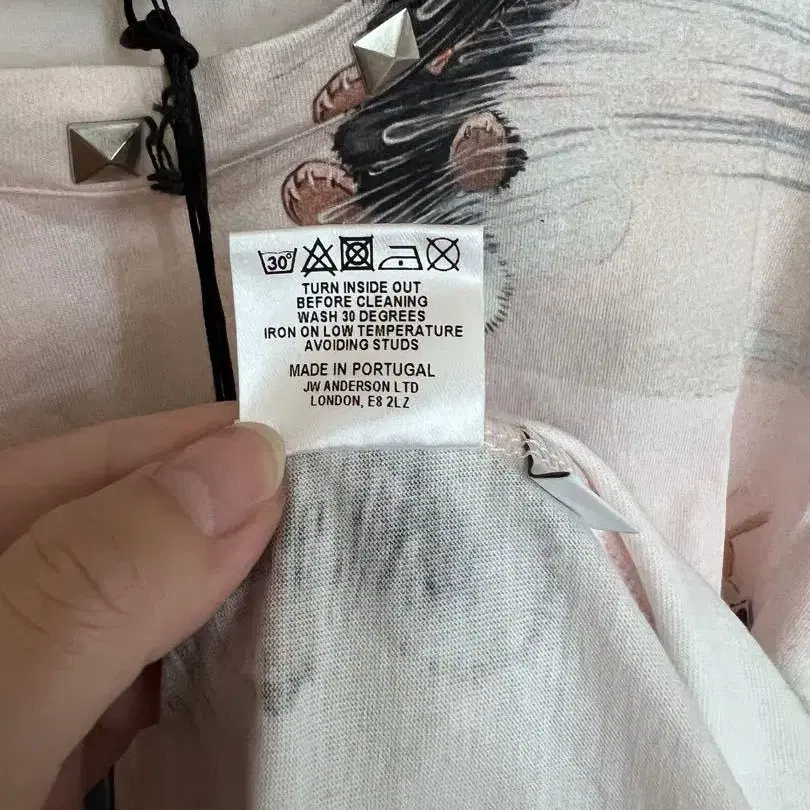 30°
TURN INSIDE OUT
BEFORE CLEANING
WASH 30 DEGREES
IRON ON LOW TEMPERATURE
AVOIDING STUDS
MADE IN PORTUGAL
JW ANDERSON LTD
LONDON, E8 2LZ